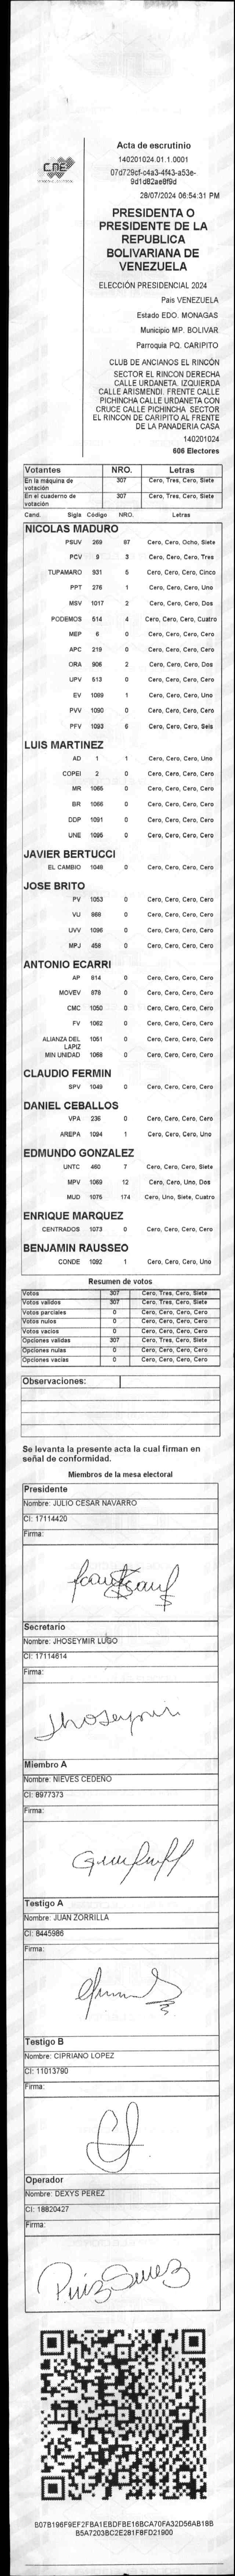 CNE
Acta de escrutinio
140201024.01.1.0001
07d729cf-c4a3-4f43-a53e-
9d1d82ae8f9d
28/07/2024 06:54:31 PM
PRESIDENTA O
PRESIDENTE DE LA
REPUBLICA
BOLIVARIANA DE
VENEZUELA
ELECCIÓN PRESIDENCIAL 2024
Pais VENEZUELA
Estado EDO. MONAGAS
Municipio MP. BOLIVAR
Parroquia PQ. CARIPITO
CLUB DE ANCIANOS EL RINCÓN
SECTOR EL RINCON DERECHA
CALLE URDANETA. IZQUIERDA
CALLE ARISMENDI. FRENTE CALLE
PICHINCHA CALLE URDANETA CON
CRUCE CALLE PICHINCHA SECTOR
EL RINCON DE CARIPITO AL FRENTE
DE LA PANADERIA CASA
140201024
606 Electores
Votantes NRO. Letras
En la máquina de votación 307 Cero, Tres, Cero, Siete
En el cuaderno de votación 307 Cero, Tres, Cero, Siete
Cand. Sigla Código NRO. Letras
NICOLAS MADURO
PSUV 269 87 Cero, Cero, Ocho, Siete
PCV 5 3 Cero, Cero, Cero, Tres
TUPAMARO 931 5 Cero, Cero, Cero, Cinco
PPT 276 1 Cero, Cero, Cero, Uno
MSV 1017 2 Cero, Cero, Cero, Dos
PODEMOS 514 4 Cero, Cero, Cero, Cuatro
MEP 6 0 Cero, Cero, Cero, Cero
APC 219 0 Cero, Cero, Cero, Cero
ORA 906 2 Cero, Cero, Cero, Dos
UPV 513 0 Cero, Cero, Cero, Cero
EV 1089 1 Cero, Cero, Cero, Uno
PVV 1090 0 Cero, Cero, Cero, Cero
PFV 1093 6 Cero, Cero, Cero, Seis
LUIS MARTINEZ
AD 1 1 Cero, Cero, Cero, Uno
COPEI 2 0 Cero, Cero, Cero, Cero
MR 1065 0 Cero, Cero, Cero, Cero
BR 1066 0 Cero, Cero, Cero, Cero
DDP 1091 0 Cero, Cero, Cero, Cero
UNE 1095 0 Cero, Cero, Cero, Cero
JAVIER BERTUCCI
EL CAMBIO 1048 0 Cero, Cero, Cero, Cero
JOSE BRITO
PV 1053 0 Cero, Cero, Cero, Cero
VU 868 0 Cero, Cero, Cero, Cero
UVV 1096 0 Cero, Cero, Cero, Cero
MPJ 458 0 Cero, Cero, Cero, Cero
ANTONIO ECARRI
AP 814 0 Cero, Cero, Cero, Cero
MOVEV 878 0 Cero, Cero, Cero, Cero
CMC 1050 0 Cero, Cero, Cero, Cero
FV 1062 0 Cero, Cero, Cero, Cero
ALIANZA DEL LAPIZ 1051 0 Cero, Cero, Cero, Cero
MIN UNIDAD 1068 0 Cero, Cero, Cero, Cero
CLAUDIO FERMIN
SPV 1049 0 Cero, Cero, Cero, Cero
DANIEL CEBALLOS
VPA 236 0 Cero, Cero, Cero, Cero
AREPA 1094 1 Cero, Cero, Cero, Uno
EDMUNDO GONZALEZ
UNTC 460 7 Cero, Cero, Cero, Siete
MPV 1069 12 Cero, Cero, Uno, Dos
MUD 1075 174 Cero, Uno, Siete, Cuatro
ENRIQUE MARQUEZ
CENTRADOS 1073 0 Cero, Cero, Cero, Cero
BENJAMIN RAUSSEO
CONDE 1092 1 Cero, Cero, Cero, Uno
Resumen de votos
Votos 307 Cero, Tres, Cero, Siete
Votos validos 307 Cero, Tres, Cero, Siete
Votos parciales 0 Cero, Cero, Cero, Cero
Votos nulos 0 Cero, Cero, Cero, Cero
Votos vacios 0 Cero, Cero, Cero, Cero
Opciones validas 307 Cero, Tres, Cero, Siete
Opciones nulas 0 Cero, Cero, Cero, Cero
Opciones vacias 0 Cero, Cero, Cero, Cero
Observaciones:
Se levanta la presente acta la cual firman en
señal de conformidad.
Miembros de la mesa electoral
Presidente
Nombre: JULIO CESAR NAVARRO
CI: 17114420
Firma:
Secretario
Nombre: JHOSEYMIR LUGO
CI: 17114614
Firma:
Jhoseymir
Miembro A
Nombre: NIEVES CEDEÑO
CI: 8977373
Firma:
Testigo A
Nombre: JUAN ZORRILLA
CI: 8445986
Firma:
Testigo B
Nombre: CIPRIANO LOPEZ
CI: 11013790
Firma:
Operador
Nombre: DEXYS PEREZ
CI: 18820427
Firma:
B07B196F9EF2FBA1EBDFBE16BCA70FA32D56AB18B
B5A7203BC2E281F8FD21900